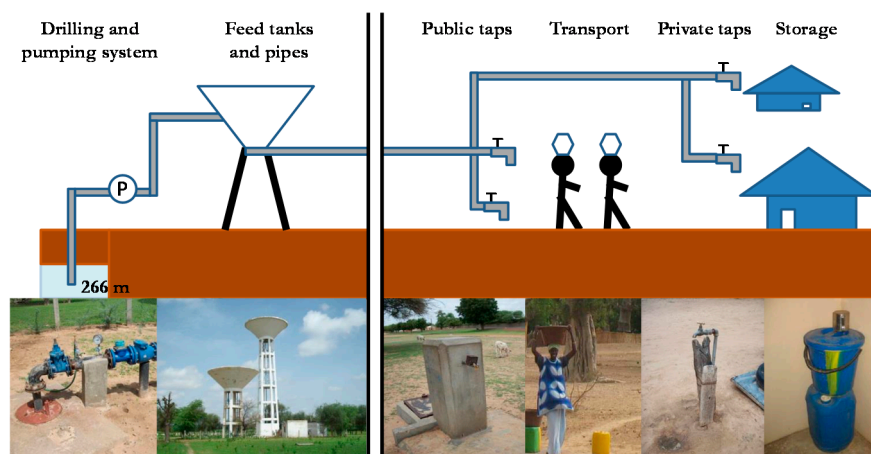 Drilling and
pumping system
Feed tanks
and pipes
Public taps
Transport
Private taps
Storage
P
266 m